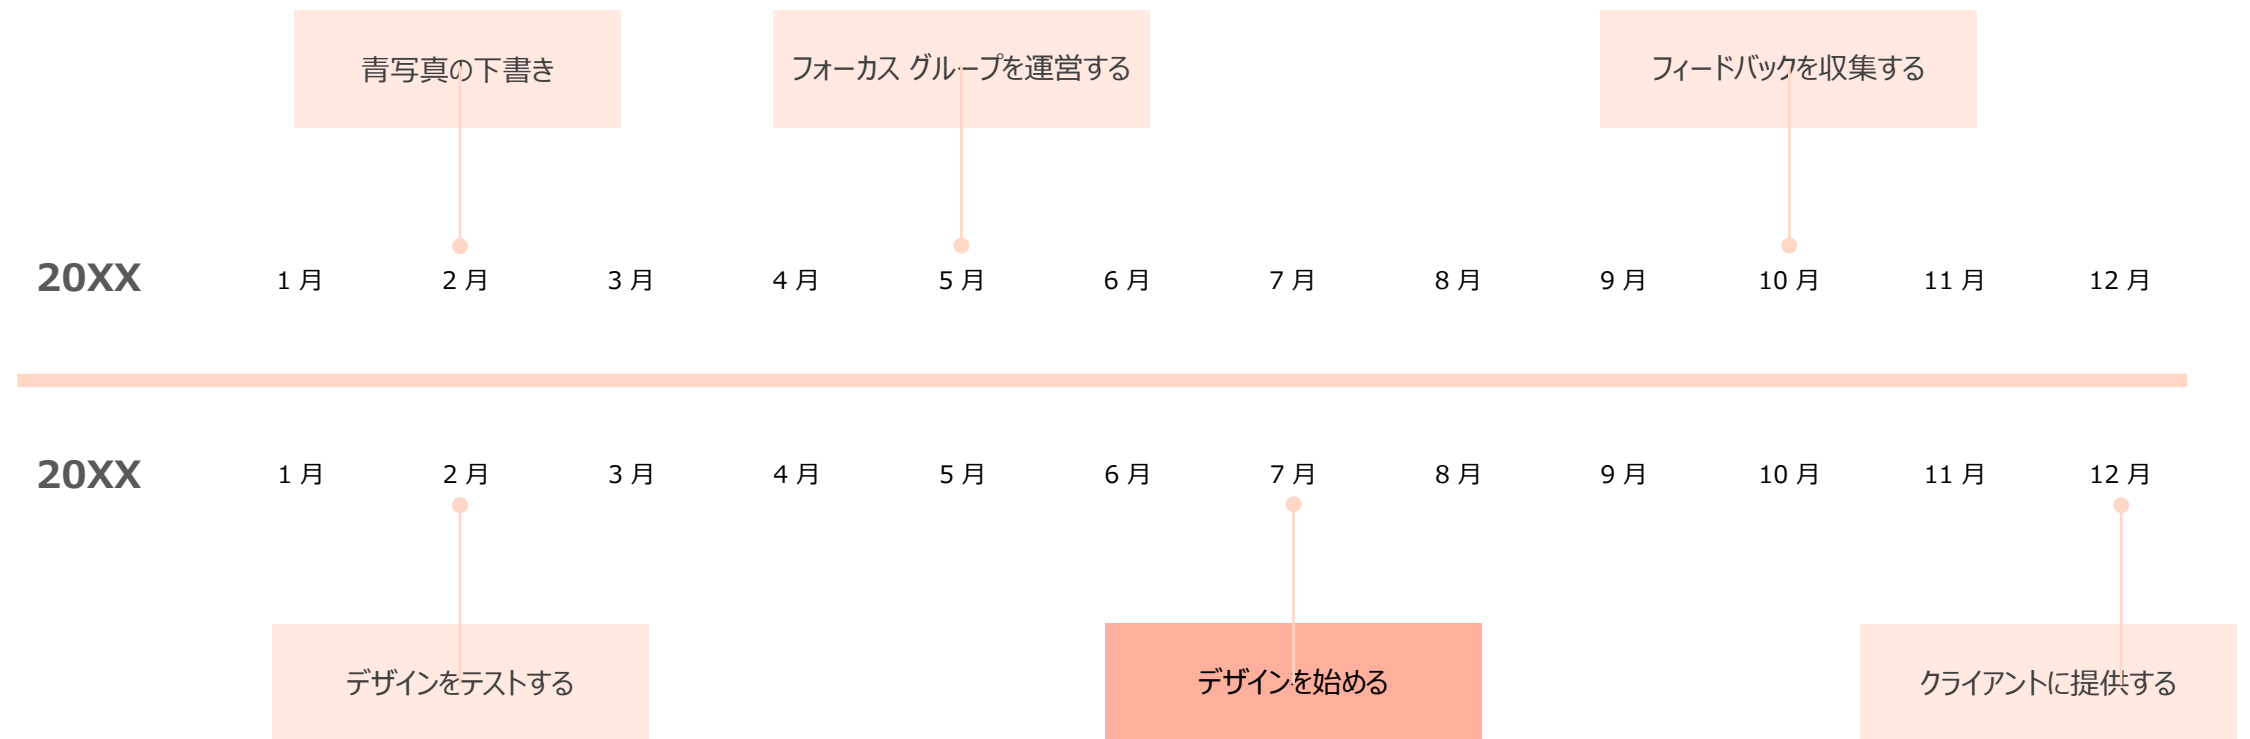 青写真の下書き
フォーカス グループを運営する
フィードバックを収集する
20XX 1 月 2 月 3 月 4 月 5 月 6 月 7 月 8 月 9 月 10 月 11 月 12 月
20XX 1 月 2 月 3 月 4 月 5 月 6 月 7 月 8 月 9 月 10 月 11 月 12 月
デザインをテストする
デザインを始める
クライアントに提供する